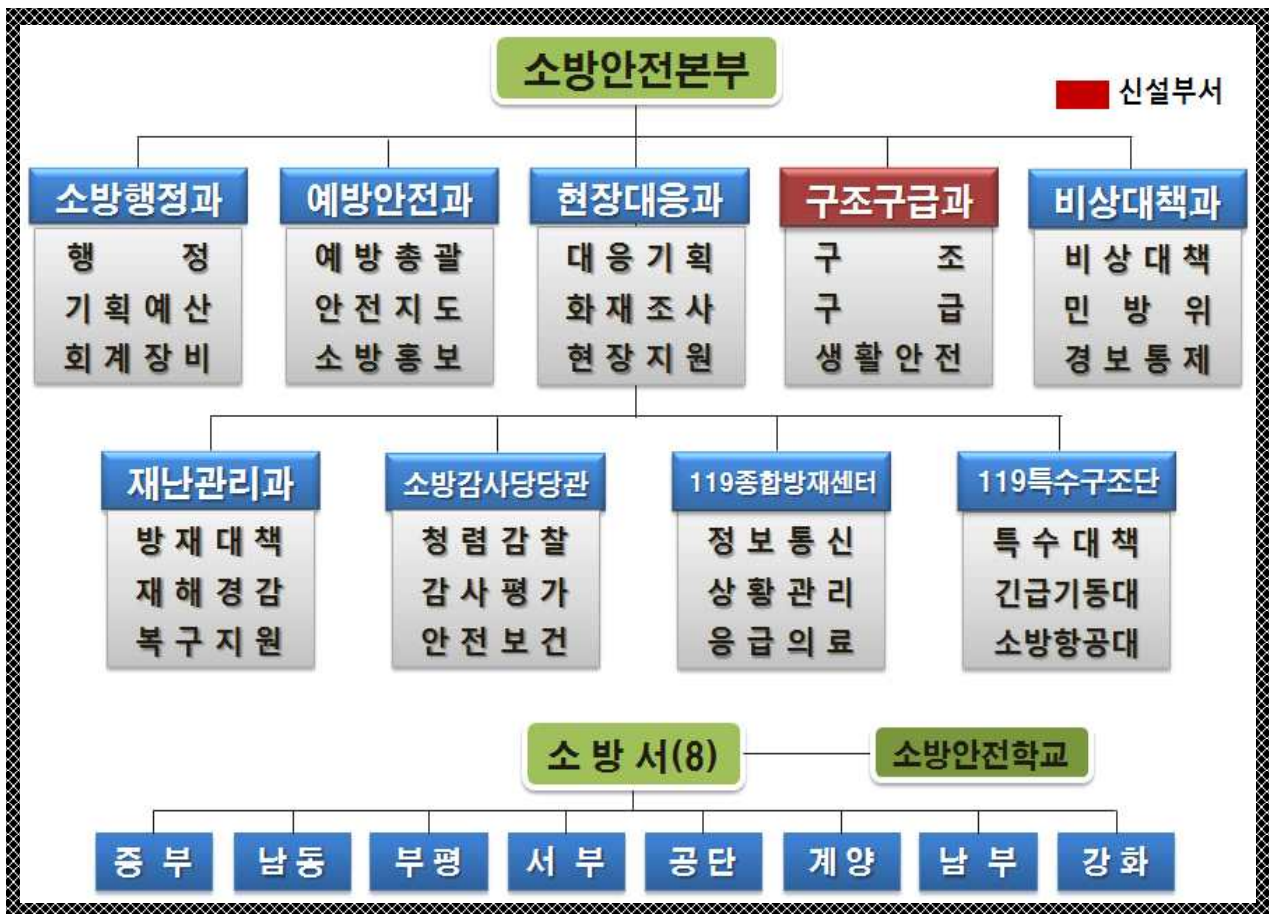 소방안전본부
신설부서
소방행정과
행 정
기 획 예 산
회 계 장 비
예방안전과
예 방 총 괄
안 전 지 도
소 방 홍 보
현장대응과
대 응 기 획
화 재 조 사
현 장 지 원
구조구급과
구 조
구 급
생 활 안 전
비상대책과
비 상 대 책
민 방 위
경 보 통 제
재난관리과
방 재 대 책
재 해 경 감
복 구 지 원
소방감사당당관
청 렴 감 찰
감 사 평 가
안 전 보 건
119종합방재센터
정 보 통 신
상 황 관 리
응 급 의 료
119특수구조단
특 수 대 책
긴급기동대
소방항공대
소 방 서(8)
소방안전학교
중 부
남 동
부 평
서 부
공 단
계 양
남 부
강 화